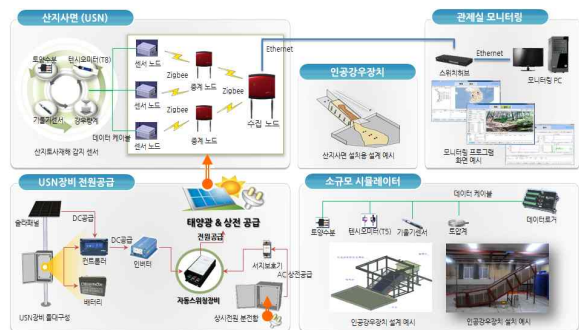 산지사면 (USN)
토양수분
텐시오미터(T8)
기울기센서
강우량계
산지토사재해 감지 센서
데이터 케이블
센서 노드
센서 노드
센서 노드
Zigbee
Zigbee
Zigbee
중계 노드
중계 노드
Zigbee
Zigbee
수집 노드
Ethernet
인공강우장치
산지사면 설치용 설계 예시
관제실 모니터링
스위치허브
Ethernet
모니터링 PC
모니터링 프로그램
화면 예시
USN장비 전원공급
솔라패널
DC공급
컨트롤러
DC공급
인버터
배터리
USN장비 폴대구성
태양광 & 상전 공급
전원공급
자동스위칭장비
서지보호기
AC상전공급
상시전원 분전함
소규모 시뮬레이터
데이터 케이블
토양수분
텐시오미터(T5)
기울기센서
토압계
데이터로거
인공강우장치 설계 예시
인공강우장치 설치 예시